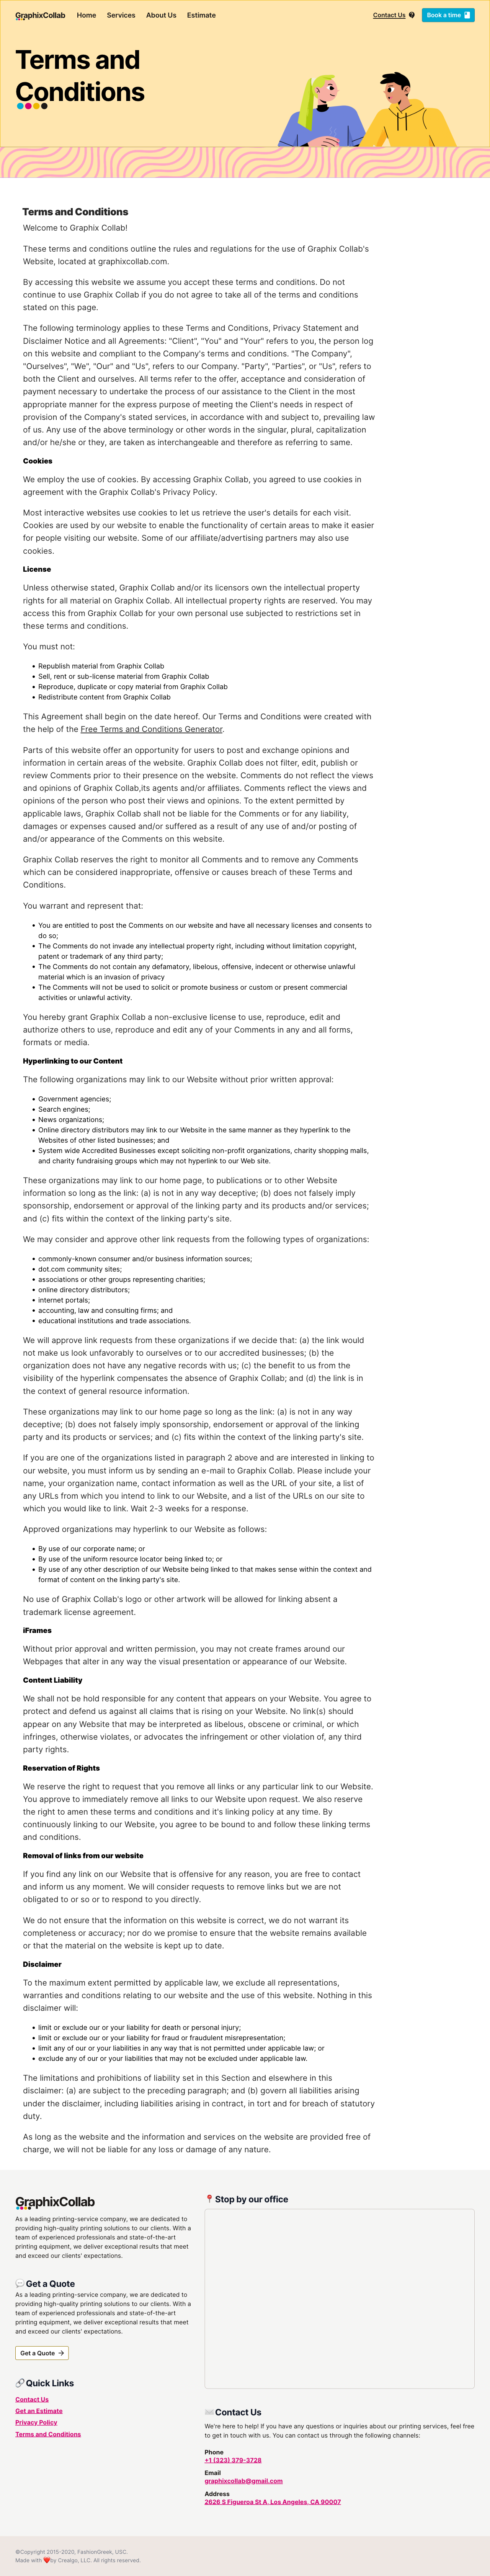 GraphixCollab
Home
Services
About Us
Estimate
Contact Us
Book a time
Terms and
Conditions
Terms and Conditions
Welcome to Graphix Collab!
These terms and conditions outline the rules and regulations for the use of Graphix Collab's
Website, located at graphixcollab.com.
By accessing this website we assume you accept these terms and conditions. Do not
continue to use Graphix Collab if you do not agree to take all of the terms and conditions
stated on this page.
The following terminology applies to these Terms and Conditions, Privacy Statement and
Disclaimer Notice and all Agreements: "Client", "You" and "Your" refers to you, the person log
on this website and compliant to the Company's terms and conditions. "The Company",
"Ourselves", "We", "Our" and "Us", refers to our Company. "Party", "Parties", or "Us", refers to
both the Client and ourselves. All terms refer to the offer, acceptance and consideration of
payment necessary to undertake the process of our assistance to the Client in the most
appropriate manner for the express purpose of meeting the Client's needs in respect of
provision of the Company's stated services, in accordance with and subject to, prevailing law
of us. Any use of the above terminology or other words in the singular, plural, capitalization
and/or he/she or they, are taken as interchangeable and therefore as referring to same.
Cookies
We employ the use of cookies. By accessing Graphix Collab, you agreed to use cookies in
agreement with the Graphix Collab's Privacy Policy.
Most interactive websites use cookies to let us retrieve the user's details for each visit.
Cookies are used by our website to enable the functionality of certain areas to make it easier
for people visiting our website. Some of our affiliate/advertising partners may also use
cookies.
License
Unless otherwise stated, Graphix Collab and/or its licensors own the intellectual property
rights for all material on Graphix Collab. All intellectual property rights are reserved. You may
access this from Graphix Collab for your own personal use subjected to restrictions set in
these terms and conditions.
You must not:
• Republish material from Graphix Collab
• Sell, rent or sub-license material from Graphix Collab
• Reproduce, duplicate or copy material from Graphix Collab
• Redistribute content from Graphix Collab
This Agreement shall begin on the date hereof. Our Terms and Conditions were created with
the help of the Free Terms and Conditions Generator.
Parts of this website offer an opportunity for users to post and exchange opinions and
information in certain areas of the website. Graphix Collab does not filter, edit, publish or
review Comments prior to their presence on the website. Comments do not reflect the views
and opinions of Graphix Collab,its agents and/or affiliates. Comments reflect the views and
opinions of the person who post their views and opinions. To the extent permitted by
applicable laws, Graphix Collab shall not be liable for the Comments or for any liability,
damages or expenses caused and/or suffered as a result of any use of and/or posting of
and/or appearance of the Comments on this website.
Graphix Collab reserves the right to monitor all Comments and to remove any Comments
which can be considered inappropriate, offensive or causes breach of these Terms and
Conditions.
You warrant and represent that:
• You are entitled to post the Comments on our website and have all necessary licenses and consents to
do so;
• The Comments do not invade any intellectual property right, including without limitation copyright,
patent or trademark of any third party;
• The Comments do not contain any defamatory, libelous, offensive, indecent or otherwise unlawful
material which is an invasion of privacy
• The Comments will not be used to solicit or promote business or custom or present commercial
activities or unlawful activity.
You hereby grant Graphix Collab a non-exclusive license to use, reproduce, edit and
authorize others to use, reproduce and edit any of your Comments in any and all forms,
formats or media.
Hyperlinking to our Content
The following organizations may link to our Website without prior written approval:
• Government agencies;
• Search engines;
• News organizations;
• Online directory distributors may link to our Website in the same manner as they hyperlink to the
Websites of other listed businesses; and
• System wide Accredited Businesses except soliciting non-profit organizations, charity shopping malls,
and charity fundraising groups which may not hyperlink to our Web site.
These organizations may link to our home page, to publications or to other Website
information so long as the link: (a) is not in any way deceptive; (b) does not falsely imply
sponsorship, endorsement or approval of the linking party and its products and/or services;
and (c) fits within the context of the linking party's site.
We may consider and approve other link requests from the following types of organizations:
• commonly-known consumer and/or business information sources;
• dot.com community sites;
• associations or other groups representing charities;
• online directory distributors;
• internet portals;
• accounting, law and consulting firms; and
• educational institutions and trade associations.
We will approve link requests from these organizations if we decide that: (a) the link would
not make us look unfavorably to ourselves or to our accredited businesses; (b) the
organization does not have any negative records with us; (c) the benefit to us from the
visibility of the hyperlink compensates the absence of Graphix Collab; and (d) the link is in
the context of general resource information.
These organizations may link to our home page so long as the link: (a) is not in any way
deceptive; (b) does not falsely imply sponsorship, endorsement or approval of the linking
party and its products or services; and (c) fits within the context of the linking party's site.
If you are one of the organizations listed in paragraph 2 above and are interested in linking to
our website, you must inform us by sending an e-mail to Graphix Collab. Please include your
name, your organization name, contact information as well as the URL of your site, a list of
any URLs from which you intend to link to our Website, and a list of the URLs on our site to
which you would like to link. Wait 2-3 weeks for a response.
Approved organizations may hyperlink to our Website as follows:
• By use of our corporate name; or
• By use of the uniform resource locator being linked to; or
• By use of any other description of our Website being linked to that makes sense within the context and
format of content on the linking party's site.
No use of Graphix Collab's logo or other artwork will be allowed for linking absent a
trademark license agreement.
iFrames
Without prior approval and written permission, you may not create frames around our
Webpages that alter in any way the visual presentation or appearance of our Website.
Content Liability
We shall not be hold responsible for any content that appears on your Website. You agree to
protect and defend us against all claims that is rising on your Website. No link(s) should
appear on any Website that may be interpreted as libelous, obscene or criminal, or which
infringes, otherwise violates, or advocates the infringement or other violation of, any third
party rights.
Reservation of Rights
We reserve the right to request that you remove all links or any particular link to our Website.
You approve to immediately remove all links to our Website upon request. We also reserve
the right to amen these terms and conditions and it's linking policy at any time. By
continuously linking to our Website, you agree to be bound to and follow these linking terms
and conditions.
Removal of links from our website
If you find any link on our Website that is offensive for any reason, you are free to contact
and inform us any moment. We will consider requests to remove links but we are not
obligated to or so or to respond to you directly.
We do not ensure that the information on this website is correct, we do not warrant its
completeness or accuracy; nor do we promise to ensure that the website remains available
or that the material on the website is kept up to date.
Disclaimer
To the maximum extent permitted by applicable law, we exclude all representations,
warranties and conditions relating to our website and the use of this website. Nothing in this
disclaimer will:
• limit or exclude our or your liability for death or personal injury;
• limit or exclude our or your liability for fraud or fraudulent misrepresentation;
• limit any of our or your liabilities in any way that is not permitted under applicable law; or
• exclude any of our or your liabilities that may not be excluded under applicable law.
The limitations and prohibitions of liability set in this Section and elsewhere in this
disclaimer: (a) are subject to the preceding paragraph; and (b) govern all liabilities arising
under the disclaimer, including liabilities arising in contract, in tort and for breach of statutory
duty.
As long as the website and the information and services on the website are provided free of
charge, we will not be liable for any loss or damage of any nature.
GraphixCollab
As a leading printing-service company, we are dedicated to
providing high-quality printing solutions to our clients. With a
team of experienced professionals and state-of-the-art
printing equipment, we deliver exceptional results that meet
and exceed our clients' expectations.
💬 Get a Quote
As a leading printing-service company, we are dedicated to
providing high-quality printing solutions to our clients. With a
team of experienced professionals and state-of-the-art
printing equipment, we deliver exceptional results that meet
and exceed our clients' expectations.
Get a Quote →
🔗 Quick Links
Contact Us
Get an Estimate
Privacy Policy
Terms and Conditions
📍 Stop by our office
Contact Us
We're here to help! If you have any questions or inquiries about our printing services, feel free
to get in touch with us. You can contact us through the following channels:
Phone
+1 (323) 379-3728
Email
graphixcollab@gmail.com
Address
2626 S Figueroa St A, Los Angeles, CA 90007
©Copyright 2015-2020, FashionGreek, USC.
Made with ❤️by Crealgo, LLC. All rights reserved.